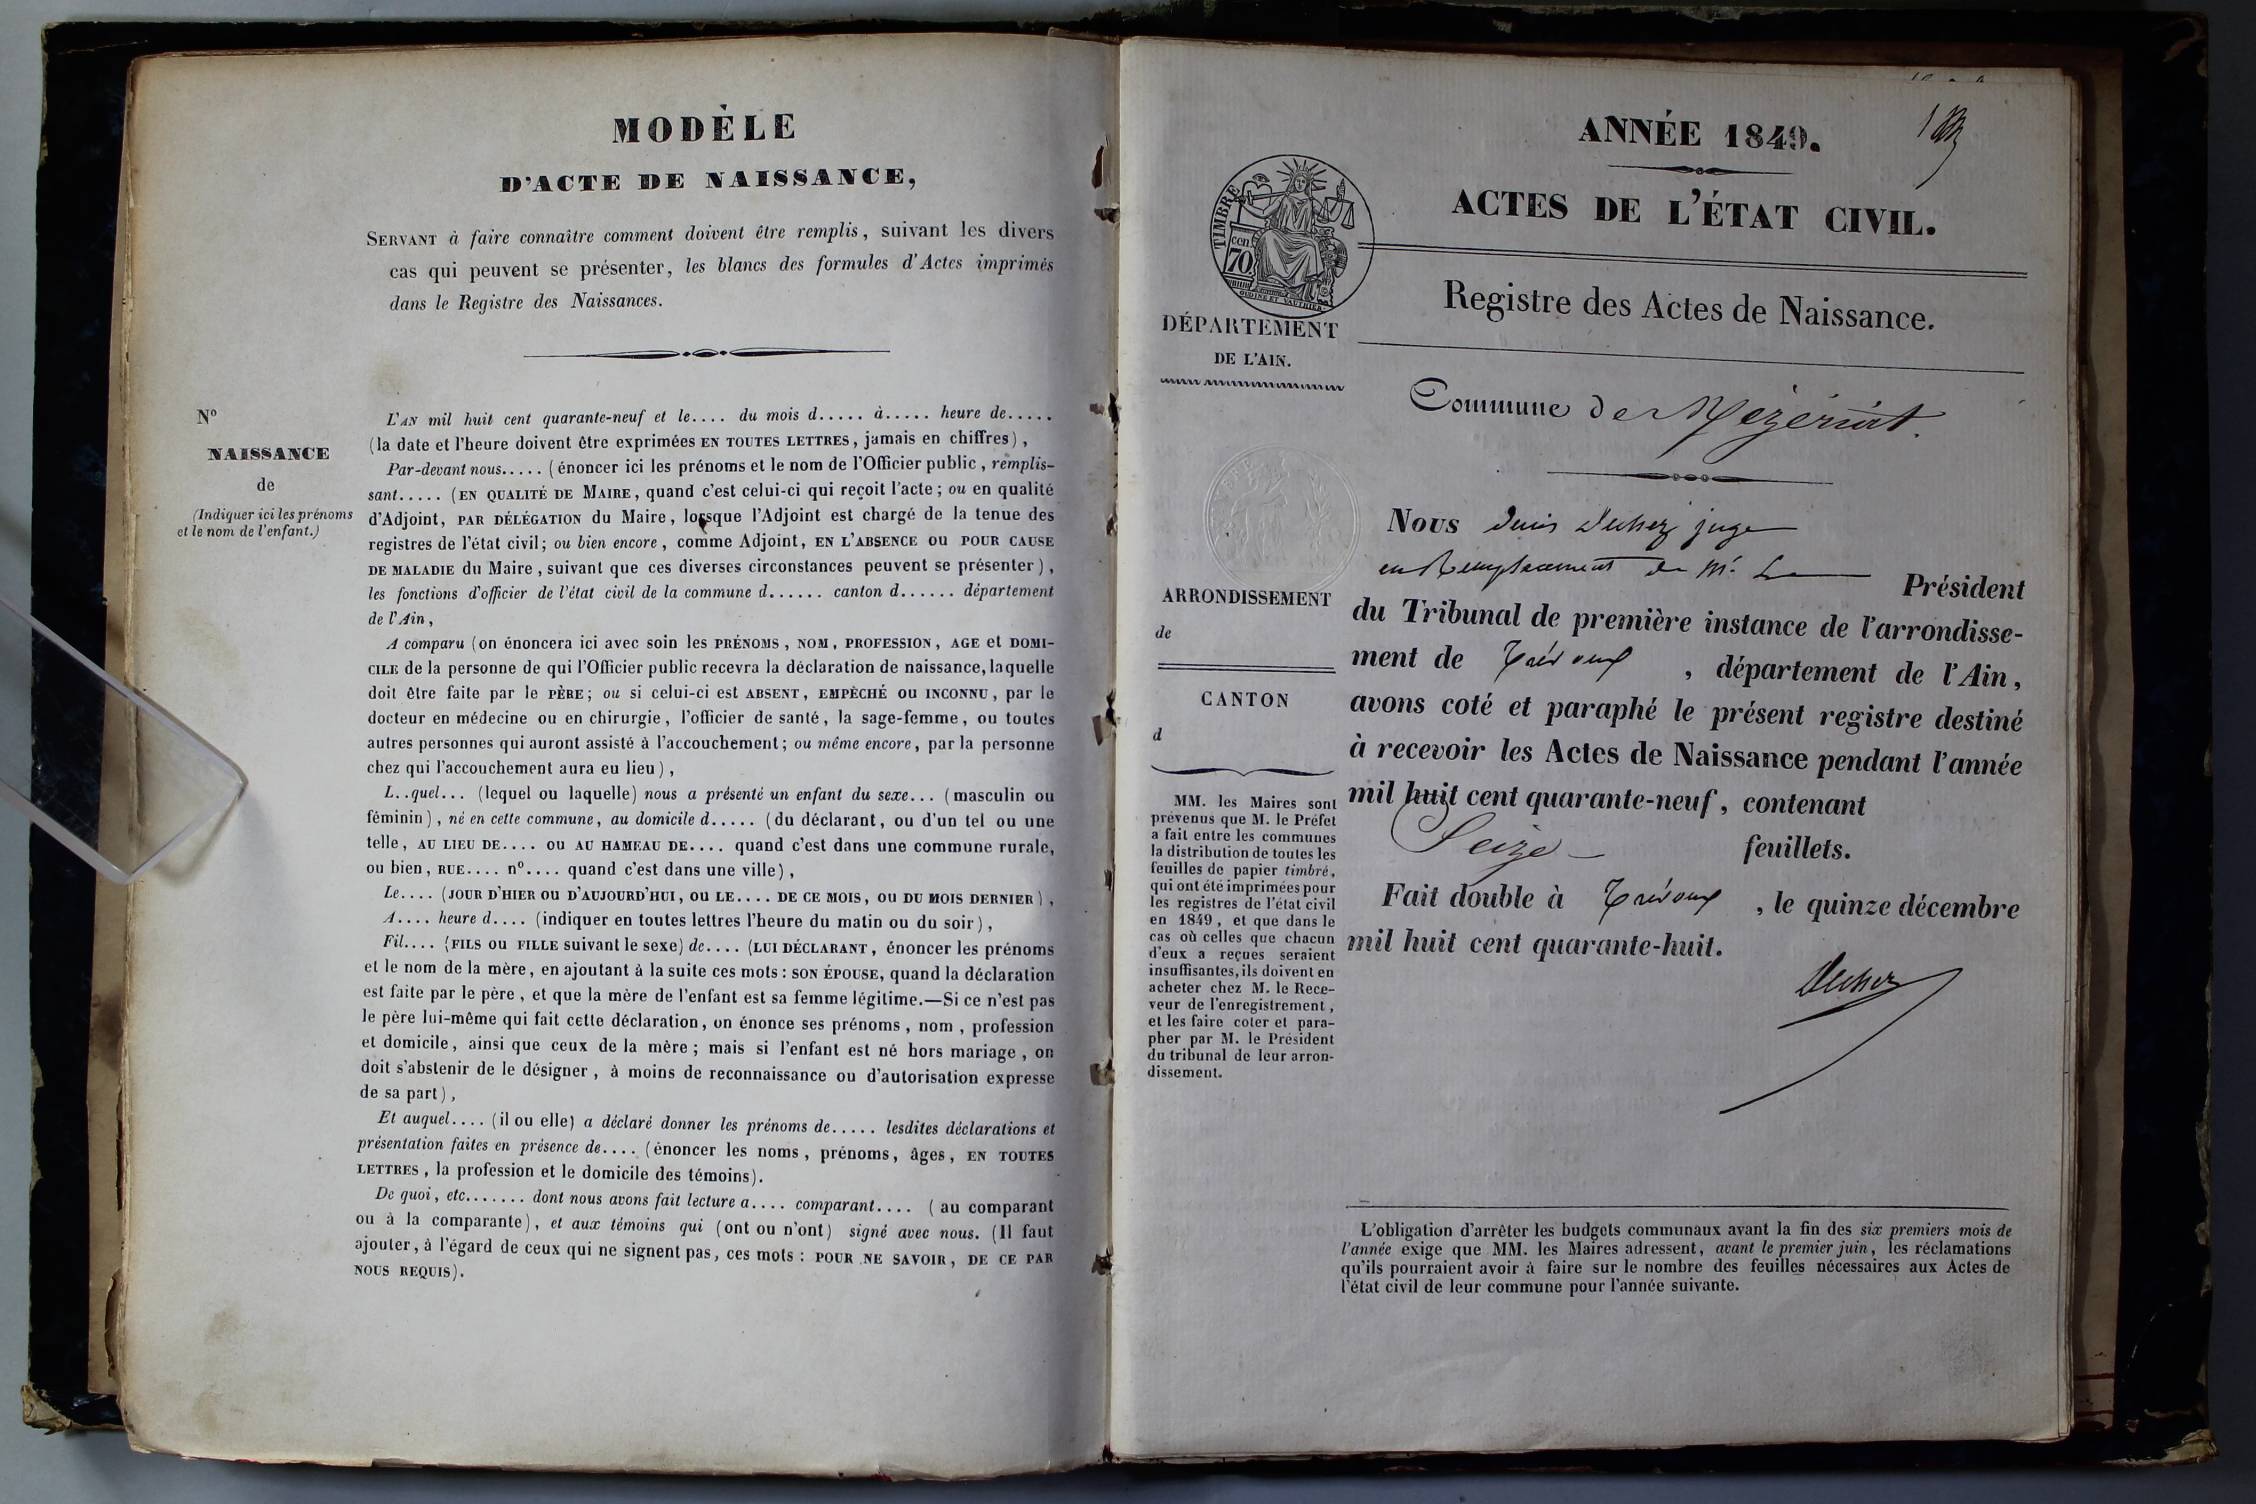 MODÈLE
D'ACTE DE NAISSANCE,
SERVANT à faire connaître comment doivent être remplis, suivant les divers
cas qui peuvent se présenter, les blancs des formules d'Actes imprimés
dans le Registre des Naissances.
No
NAISSANCE
de
(Indiquer ici les prénoms
et le nom de l'enfant.)
L'AN mil huit cent quarante-neuf et le.... du mois d..... à..... heure de.....
(la date et l'heure doivent être exprimées EN TOUTES LETTRES, jamais en chiffres),
Par-devant nous..... (énoncer ici les prénoms et le nom de l'Officier public, remplis-
sant..... (EN QUALITÉ DE MAIRE, quand c'est celui-ci qui reçoit l'acte; ou en qualité
d'Adjoint, PAR DÉLÉGATION du Maire, lorsque l'Adjoint est chargé de la tenue des
registres de l'état civil; ou bien encore, comme Adjoint, EN L'ABSENCE OU POUR CAUSE
DE MALADIE du Maire, suivant que ces diverses circonstances peuvent se présenter),
les fonctions d'officier de l'état civil de la commune d...... canton d...... département
de l'Ain,
A comparu (on énoncera ici avec soin les PRÉNOMS, NOM, PROFESSION, AGE et DOMI-
CILE de la personne de qui l'Officier public recevra la déclaration de naissance, laquelle
doit être faite par le PÈRE; ou si celui-ci est ABSENT, EMPÈCHÉ OU INCONNU, par le
docteur en médecine ou en chirurgie, l'officier de santé, la sage-femme, ou toutes
autres personnes qui auront assisté à l'accouchement; ou même encore, par la personne
chez qui l'accouchement aura eu lieu),
L..quel... (lequel ou laquelle) nous a présenté un enfant du sexe... (masculin ou
féminin), né en cette commune, au domicile d..... (du déclarant, ou d'un tel ou une
telle, AU LIEU DE.... OU AU HAMEAU DE.... quand c'est dans une commune rurale,
ou bien, RUE.... no.... quand c'est dans une ville),
Le.... (JOUR D'HIER OU D'AUJOURD'HUI, OU LE.... DE CE MOIS, OU DU MOIS DERNIER),
A.... heure d.... (indiquer en toutes lettres l'heure du matin ou du soir),
Fil.... (FILS OU FILLE suivant le sexe) de.... (LUI DÉCLARANT, énoncer les prénoms
et le nom de la mère, en ajoutant à la suite ces mots: SON ÉPOUSE, quand la déclaration
est faite par le père, et que la mère de l'enfant est sa femme légitime.—Si ce n'est pas
le père lui-même qui fait cette déclaration, on énonce ses prénoms, nom, profession
et domicile, ainsi que ceux de la mère; mais si l'enfant est né hors mariage, on
doit s'abstenir de le désigner, à moins de reconnaissance ou d'autorisation expresse
de sa part),
Et auquel.... (il ou elle) a déclaré donner les prénoms de..... lesdites déclarations et
présentation faites en présence de.... (énoncer les noms, prénoms, âges, EN TOUTES
LETTRES, la profession et le domicile des témoins).
De quoi, etc....... dont nous avons fait lecture a.... comparant.... (au comparant
ou à la comparante), et aux témoins qui (ont ou n'ont) signé avec nous. (Il faut
ajouter, à l'égard de ceux qui ne signent pas, ces mots: POUR NE SAVOIR, DE CE PAR
NOUS REQUIS).
ANNÉE 1849.
1
ACTES DE L'ÉTAT CIVIL.
TIMBRE
70 cen
Registre des Actes de Naissance.
DÉPARTEMENT
DE L'AIN.
Commune de Mézériat.
ARRONDISSEMENT
de
CANTON
d
MM. les Maires sont
prévenus que M. le Préfet
a fait entre les communes
la distribution de toutes les
feuilles de papier timbré,
qui ont été imprimées pour
les registres de l'état civil
en 1849, et que dans le
cas où celles que chacun
d'eux a reçues seraient
insuffisantes, ils doivent en
acheter chez M. le Rece-
veur de l'enregistrement,
et les faire coter et para-
pher par M. le Président
du tribunal de leur arron-
dissement.
Nous Denis Duchez juge
en Remplacement de Mr. Le Président
du Tribunal de première instance de l'arrondisse-
ment de Trévoux, département de l'Ain,
avons coté et paraphé le présent registre destiné
à recevoir les Actes de Naissance pendant l'année
mil huit cent quarante-neuf, contenant
Seize feuillets.
Fait double à Trévoux, le quinze décembre
mil huit cent quarante-huit.
Duchez
L'obligation d'arrêter les budgets communaux avant la fin des six premiers mois de
l'année exige que MM. les Maires adressent, avant le premier juin, les réclamations
qu'ils pourraient avoir à faire sur le nombre des feuilles nécessaires aux Actes de
l'état civil de leur commune pour l'année suivante.